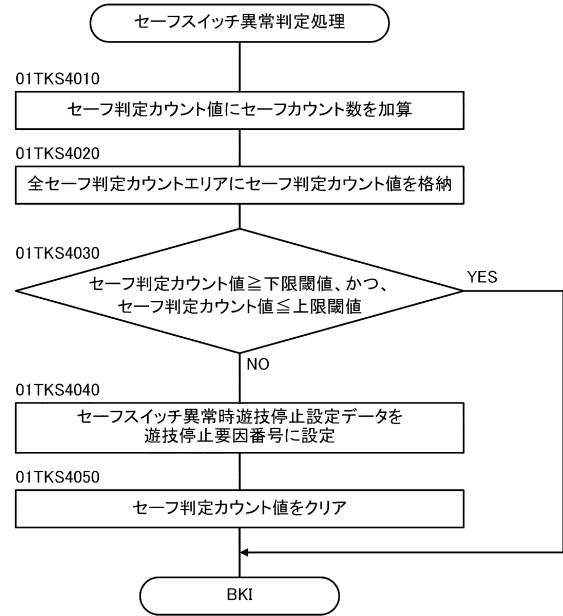 セーフスイッチ異常判定処理
01TKS4010
セーフ判定カウント値にセーフカウント数を加算
01TKS4020
全セーフ判定カウントエリアにセーフ判定カウント値を格納
01TKS4030
セーフ判定カウント値≧下限閾値、かつ、
セーフ判定カウント値≦上限閾値
YES
NO
01TKS4040
セーフスイッチ異常時遊技停止設定データを
遊技停止要因番号に設定
01TKS4050
セーフ判定カウント値をクリア
BKI